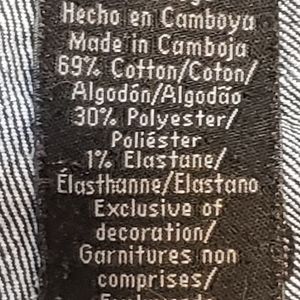 Hecho en Camboya
Made in Camboja
69% Cotton/Coton/
Algodón/Algodão
30% Polyester/
Poliéster
1% Elastane/
Élasthanne/Elastano
Exclusive of
decoration/
Garnitures non
comprises/